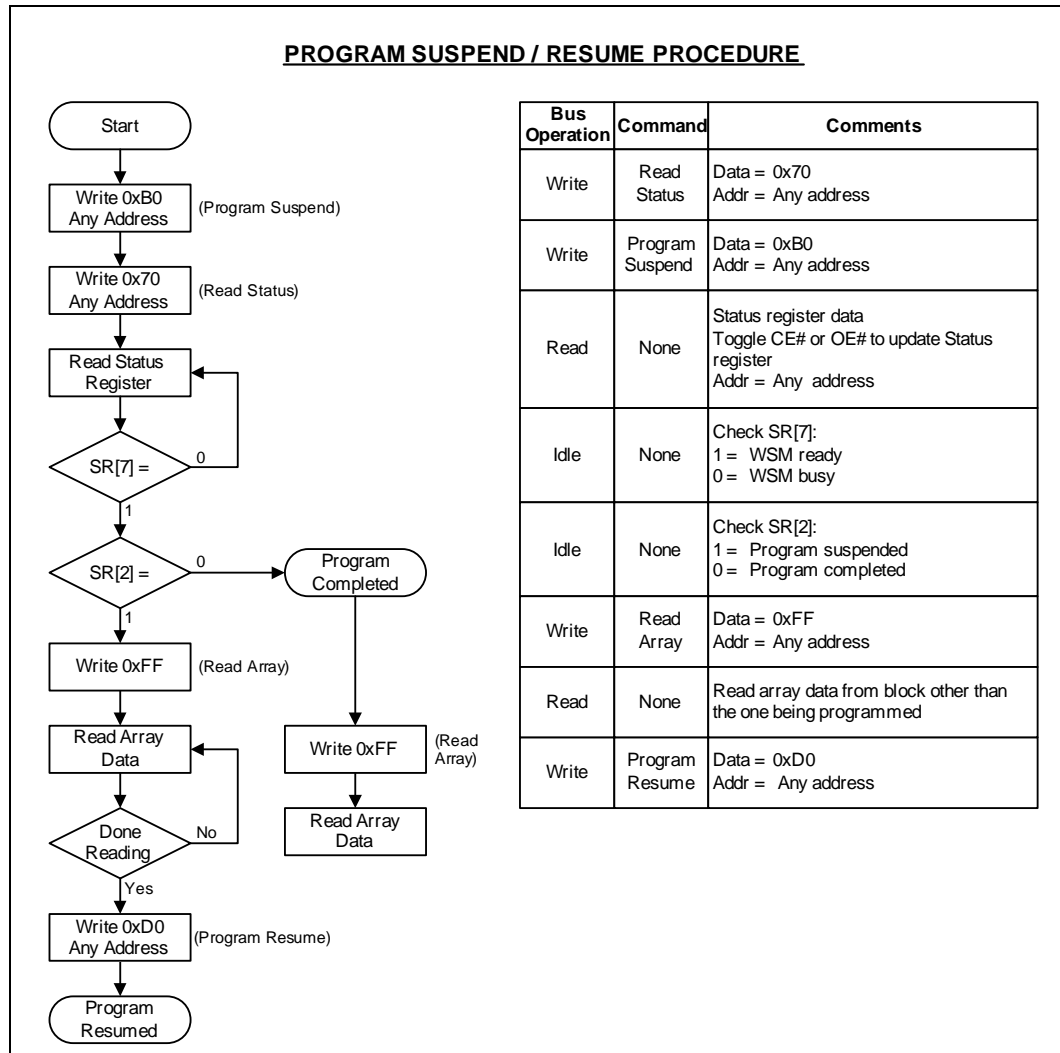 PROGRAM SUSPEND / RESUME PROCEDURE
Start
Write 0xB0
Any Address
(Program Suspend)
Write 0x70
Any Address
(Read Status)
Read Status
Register
SR[7] =
0
1
SR[2] =
0
1
Program
Completed
Write 0xFF
(Read Array)
Read Array
Data
Write 0xFF
(Read
Array)
Read Array
Data
Done
Reading
No
Yes
Write 0xD0
Any Address
(Program Resume)
Program
Resumed
Bus
Operation
Command
Comments
Write
Read
Status
Data = 0x70
Addr = Any address
Write
Program
Suspend
Data = 0xB0
Addr = Any address
Read
None
Status register data
Toggle CE# or OE# to update Status
register
Addr = Any address
Idle
None
Check SR[7]:
1 = WSM ready
0 = WSM busy
Idle
None
Check SR[2]:
1 = Program suspended
0 = Program completed
Write
Read
Array
Data = 0xFF
Addr = Any address
Read
None
Read array data from block other than
the one being programmed
Write
Program
Resume
Data = 0xD0
Addr = Any address